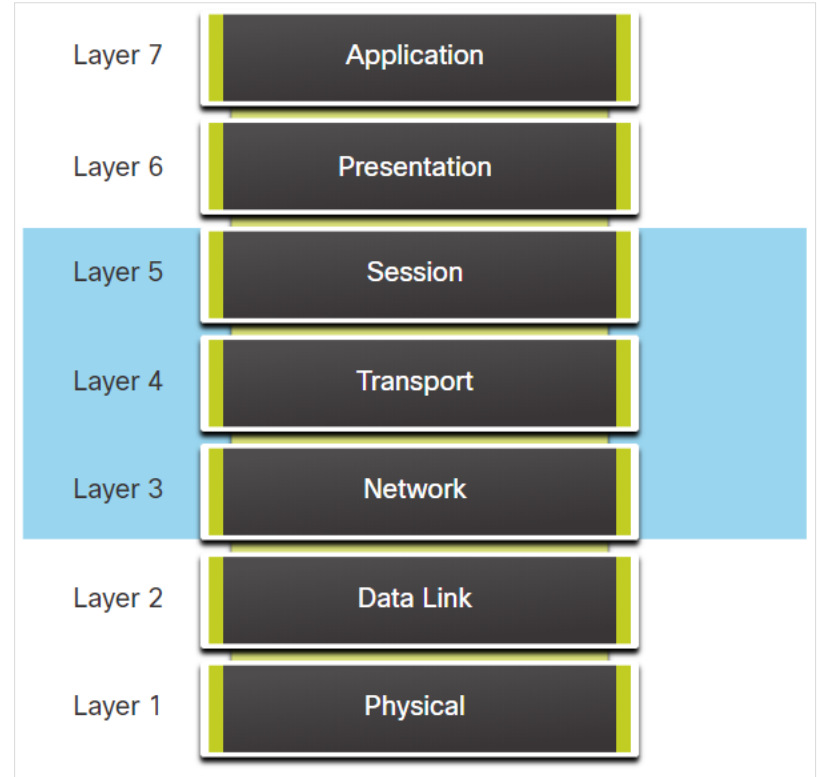 Layer 7 Application
Layer 6 Presentation
Layer 5 Session
Layer 4 Transport
Layer 3 Network
Layer 2 Data Link
Layer 1 Physical